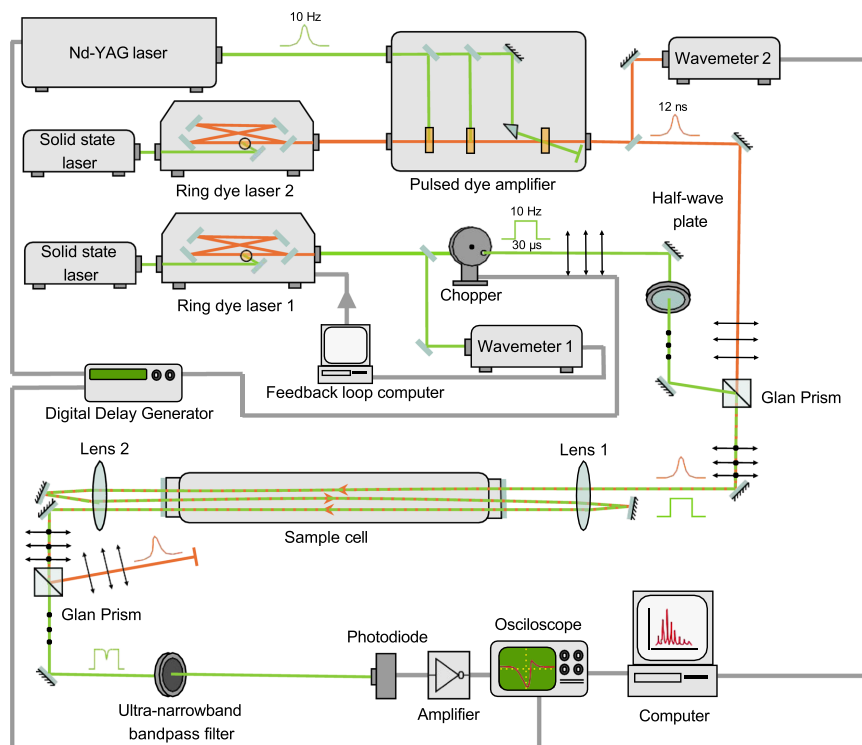 10 Hz
Nd-YAG laser
Wavemeter 2
12 ns
Solid state
laser
Ring dye laser 2
Pulsed dye amplifier
Half-wave
plate
10 Hz
30 µs
Solid state
laser
Ring dye laser 1
Chopper
Wavemeter 1
Feedback loop computer
Glan Prism
Digital Delay Generator
Lens 2
Lens 1
Sample cell
Glan Prism
Photodiode
Osciloscope
Amplifier
Computer
Ultra-narrowband
bandpass filter